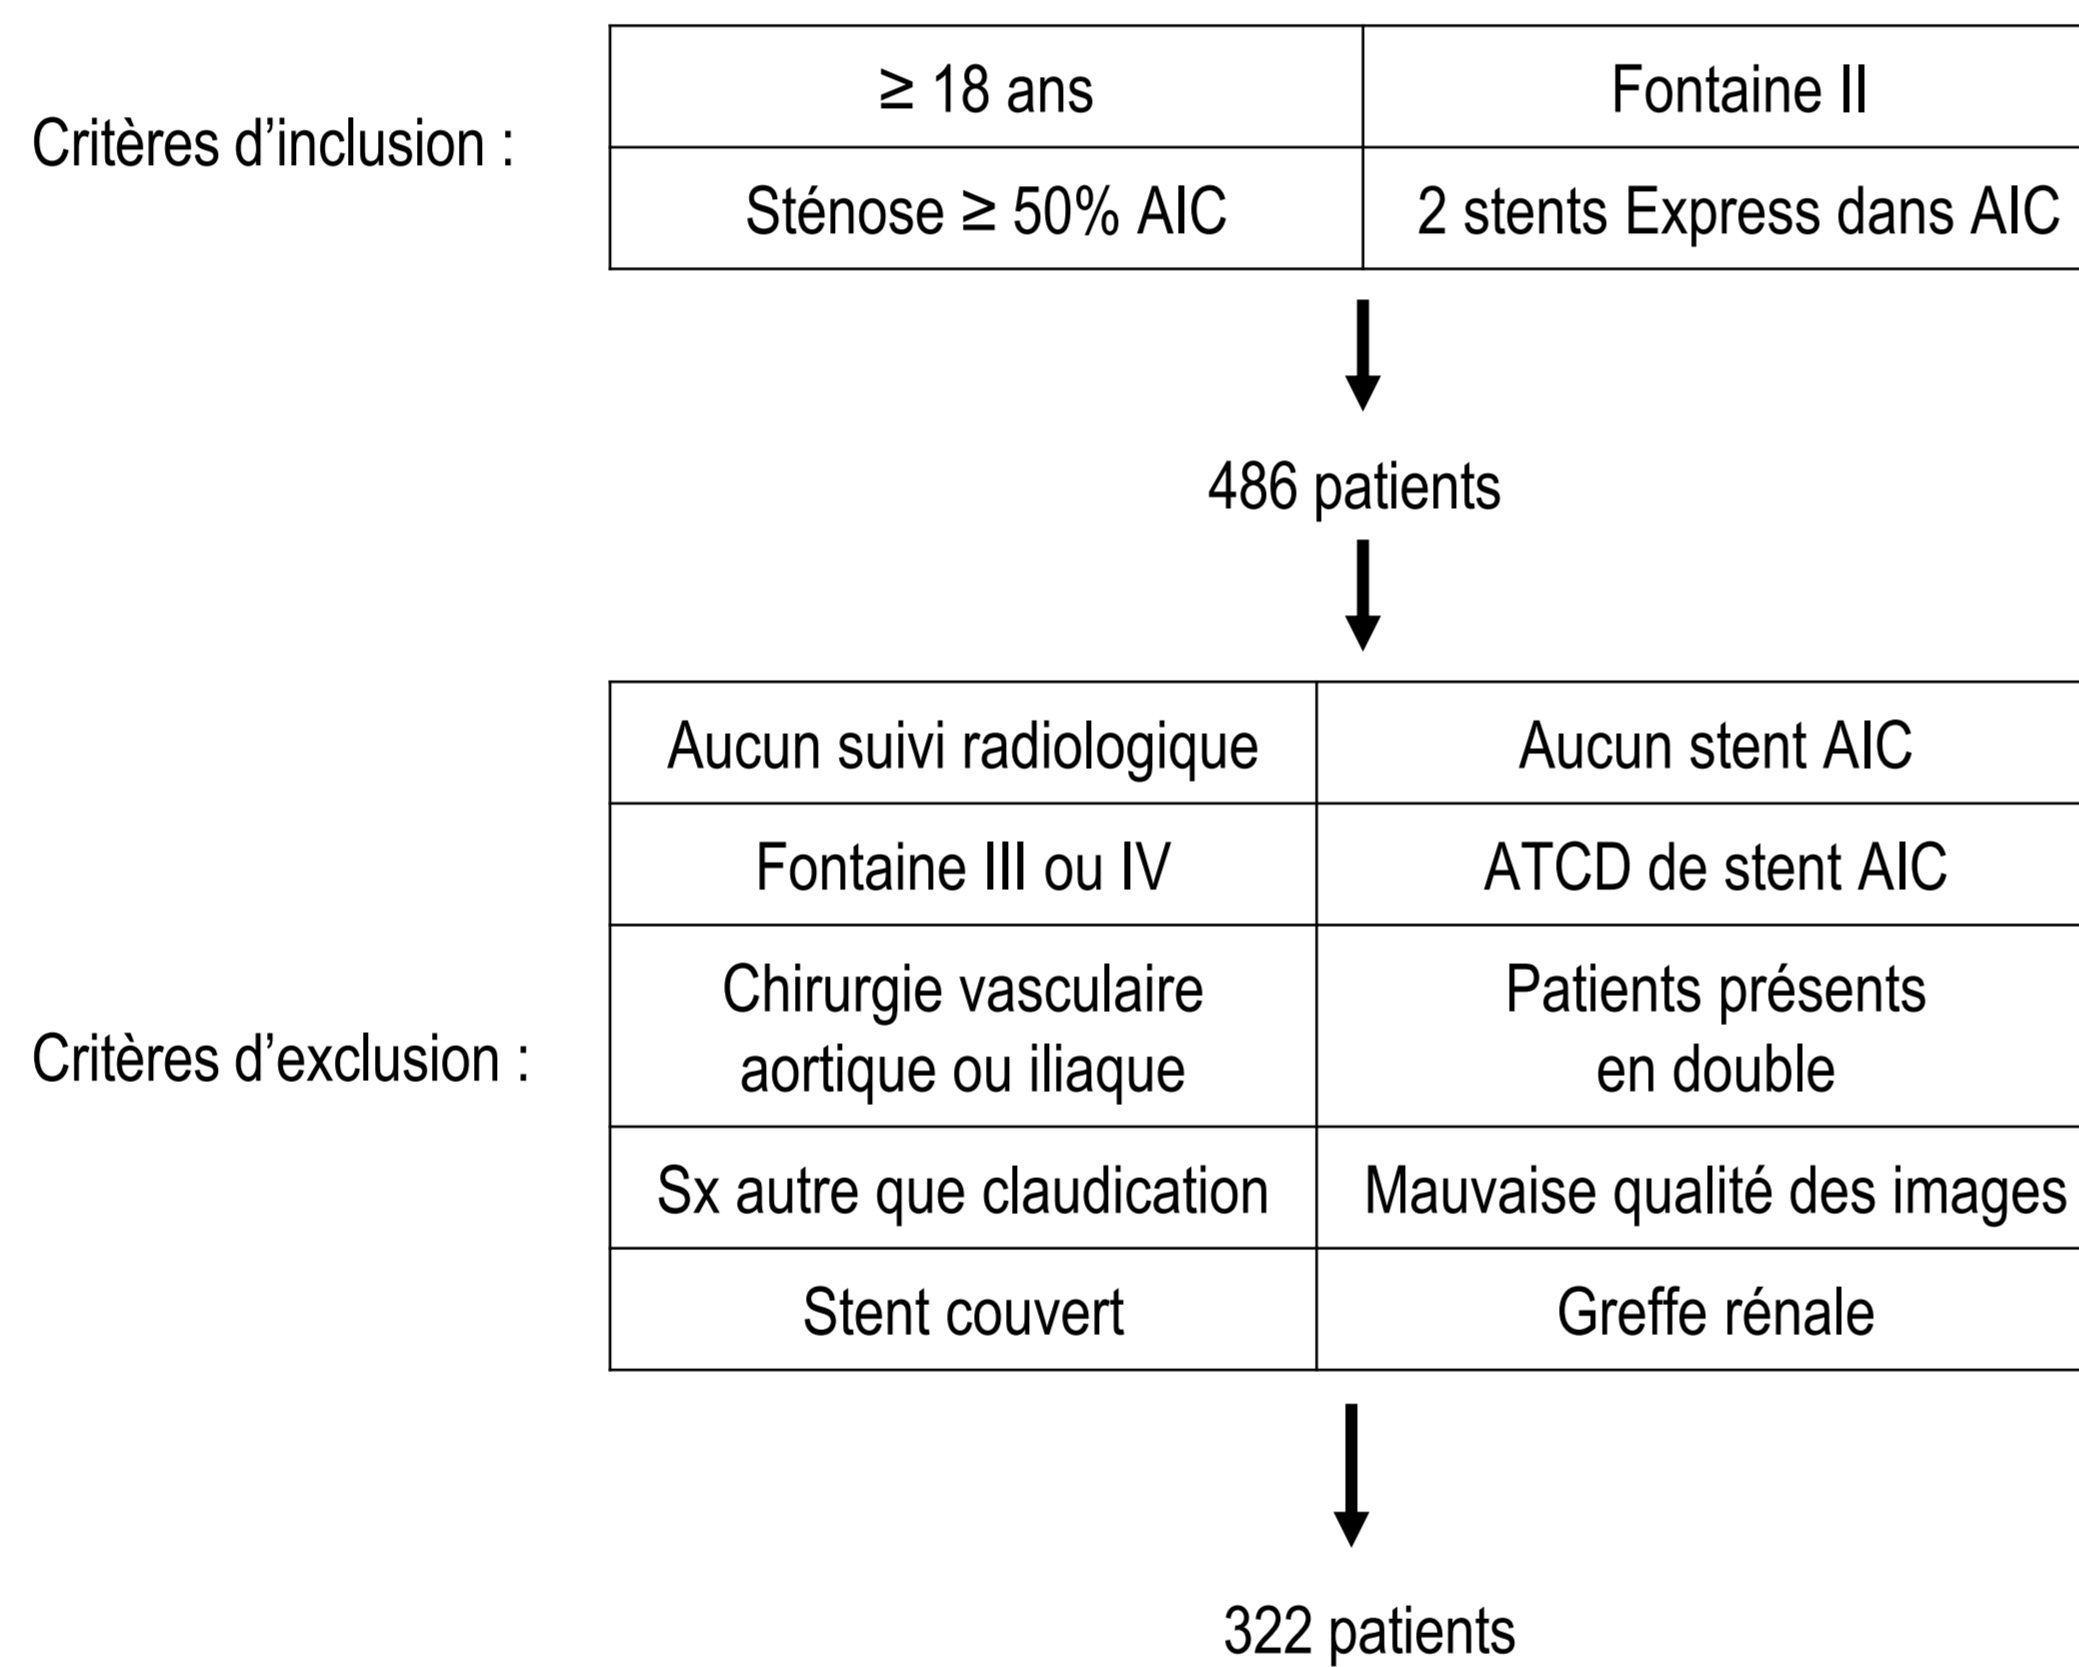 Critères d’inclusion :
≥ 18 ans
Fontaine II
Sténose ≥ 50% AIC
2 stents Express dans AIC
486 patients
Critères d’exclusion :
Aucun suivi radiologique
Aucun stent AIC
Fontaine III ou IV
ATCD de stent AIC
Chirurgie vasculaire
aortique ou iliaque
Patients présents
en double
Sx autre que claudication
Mauvaise qualité des images
Stent couvert
Greffe rénale
322 patients